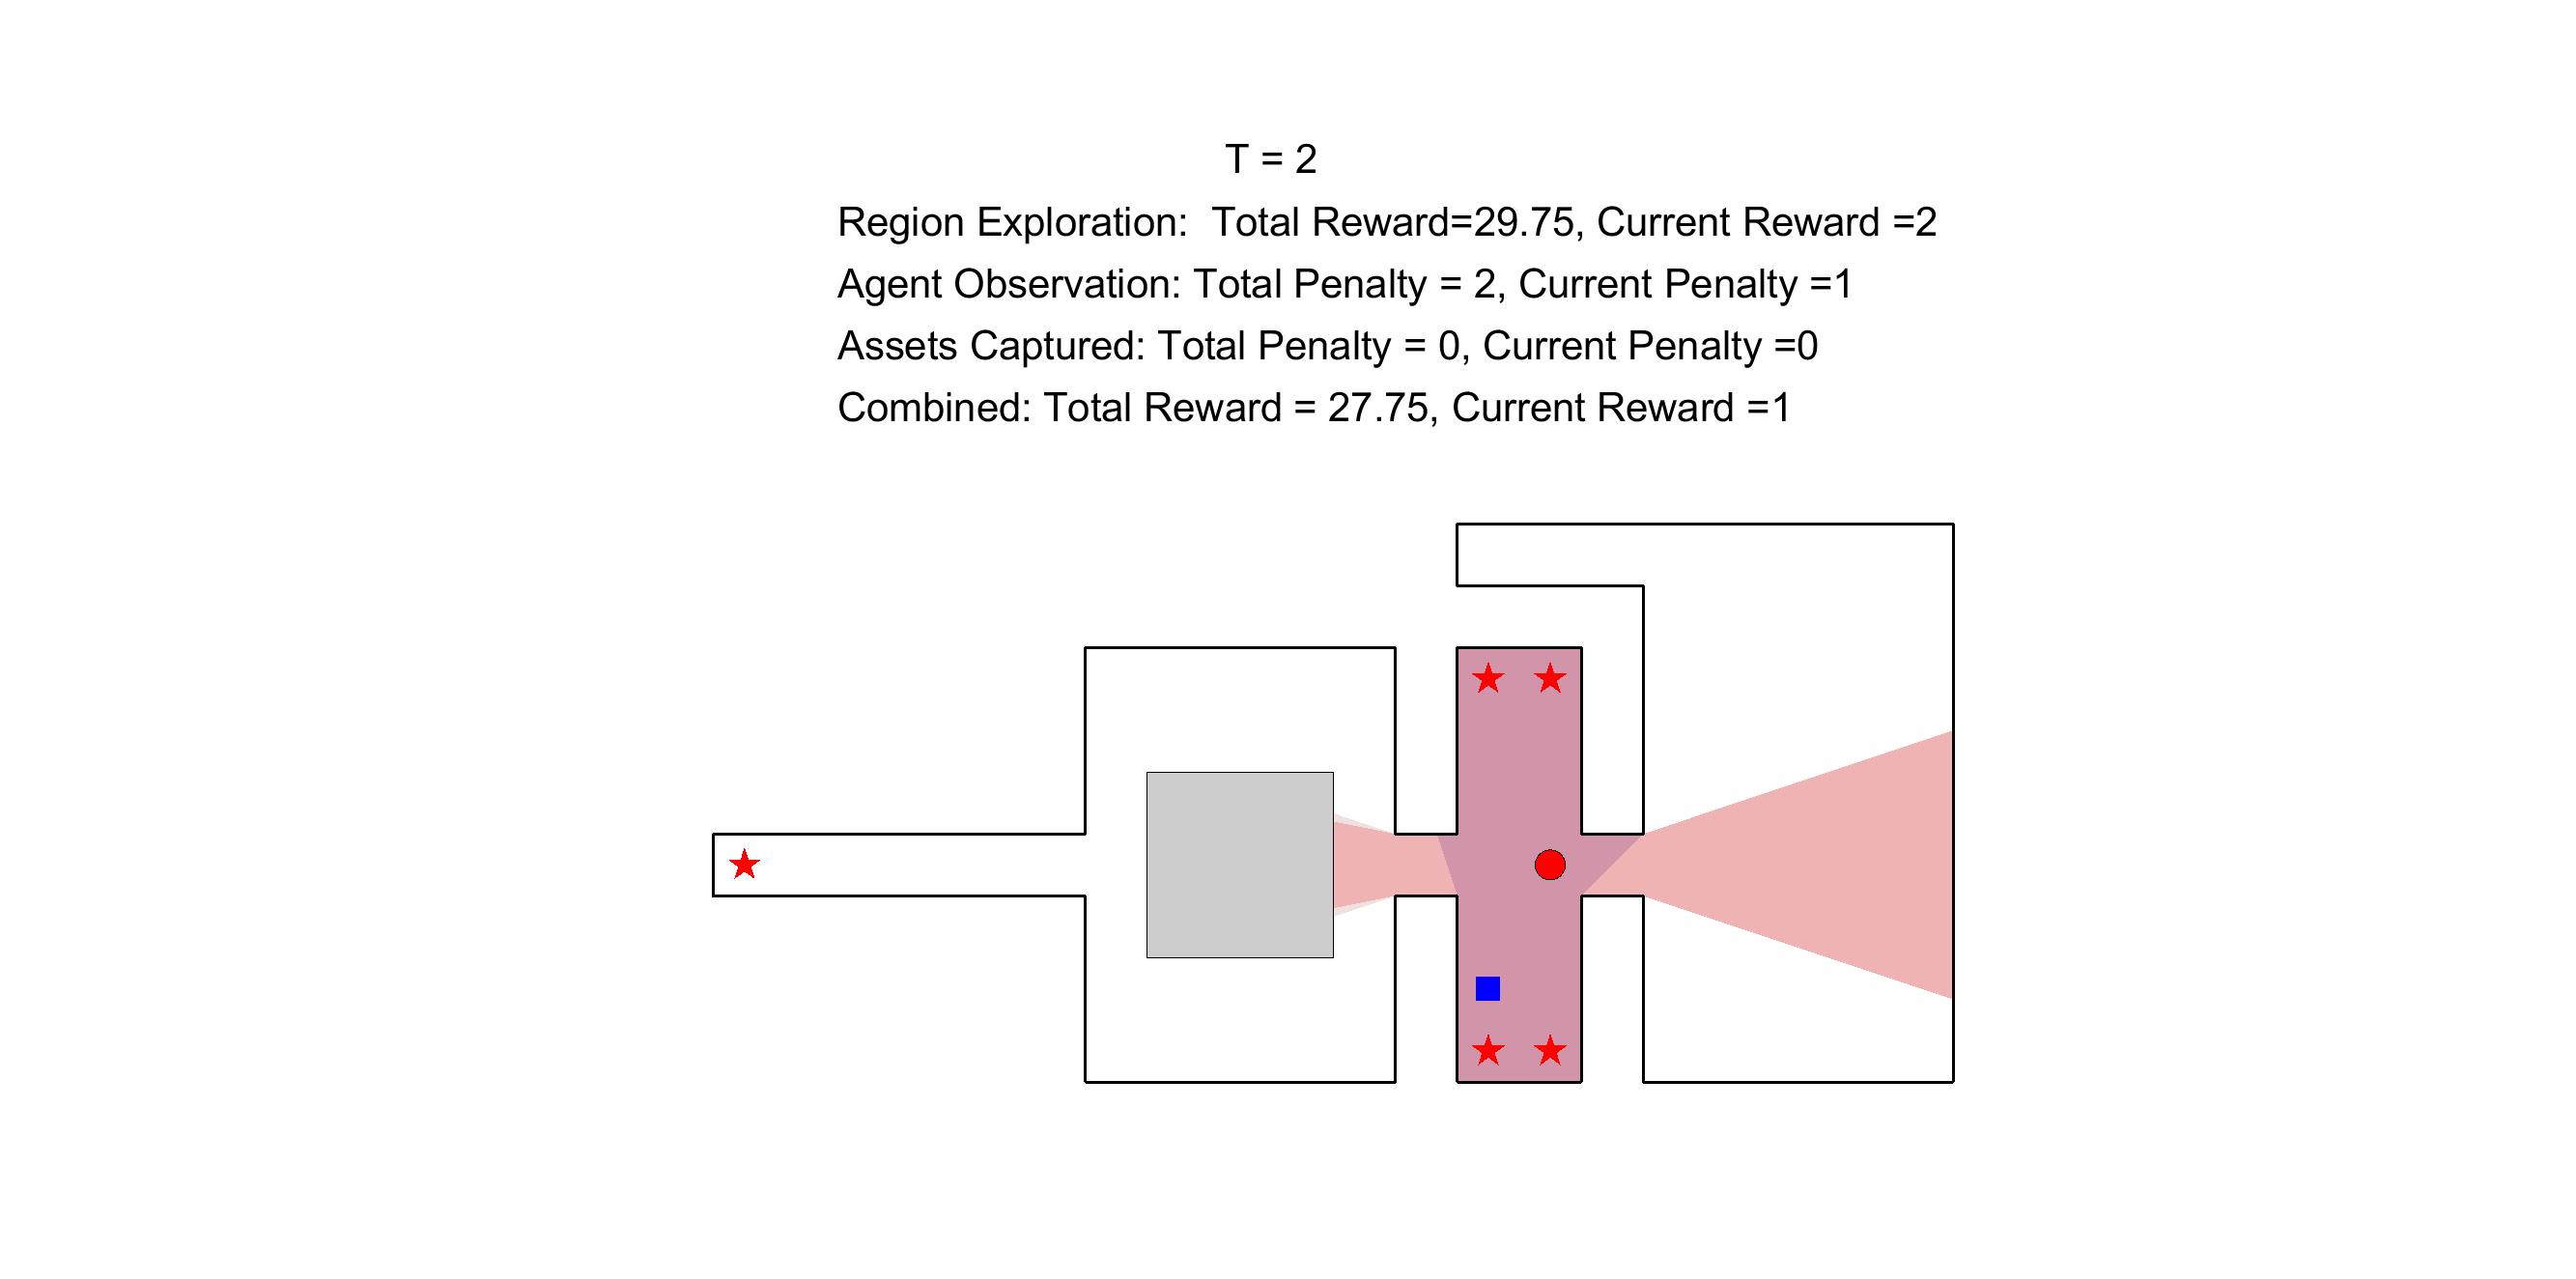 T = 2
Region Exploration:  Total Reward=29.75, Current Reward =2
Agent Observation: Total Penalty = 2, Current Penalty =1
Assets Captured: Total Penalty = 0, Current Penalty =0
Combined: Total Reward = 27.75, Current Reward =1